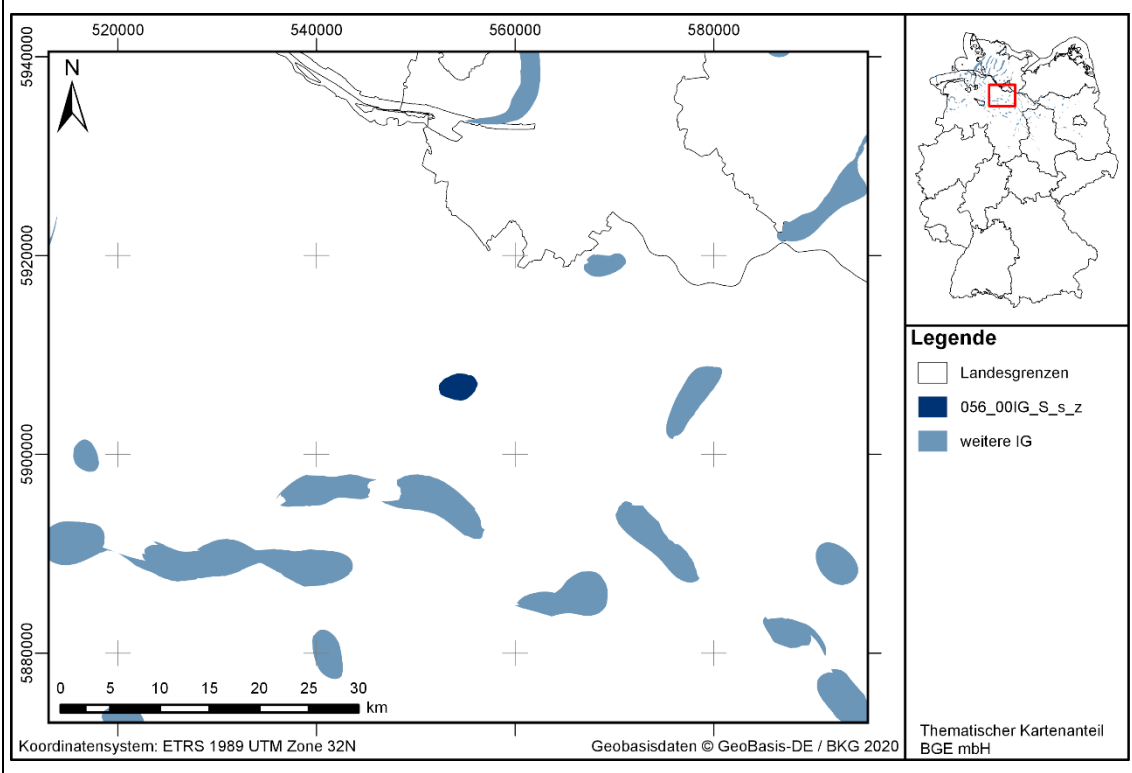 520000 540000 560000 580000
5940000
5920000
5900000
5880000
N
0 5 10 15 20 25 30
km
Koordinatensystem: ETRS 1989 UTM Zone 32N
Geobasisdaten © GeoBasis-DE / BKG 2020
Legende
Landesgrenzen
056_00IG_S_s_z
weitere IG
Thematischer Kartenanteil
BGE mbH